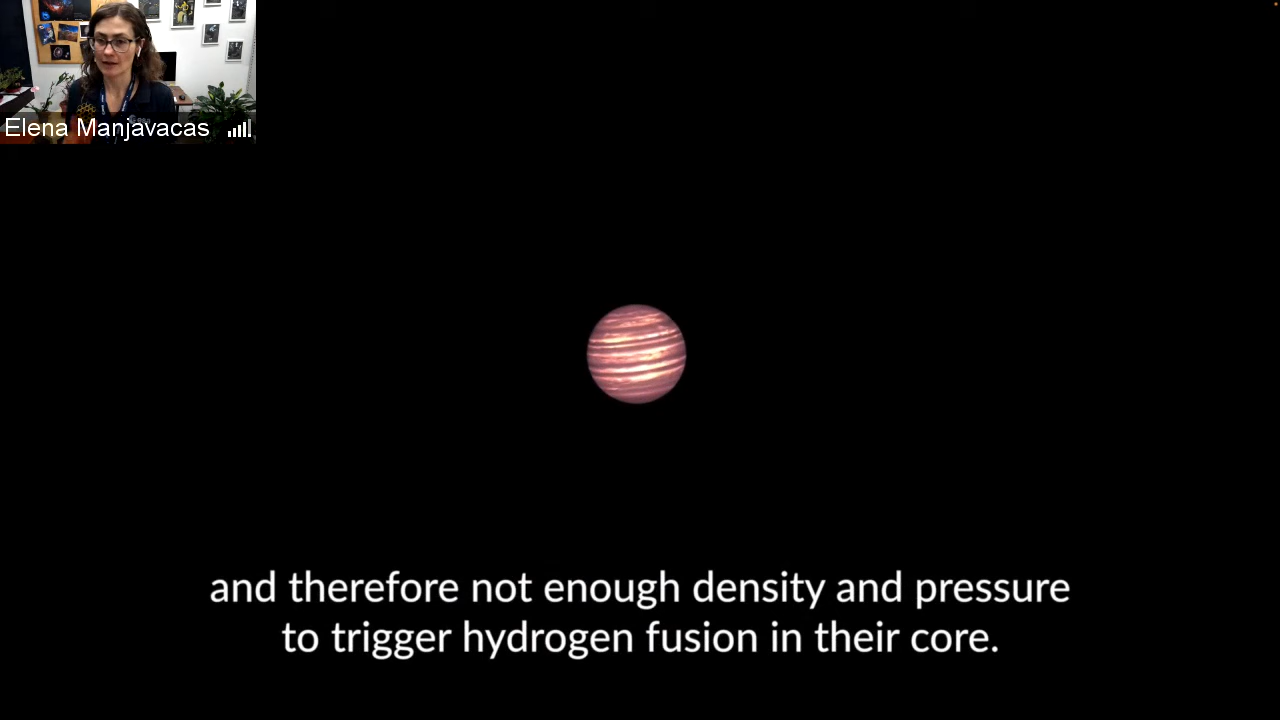 Elena Manjavacas
and therefore not enough density and pressure
to trigger hydrogen fusion in their core.